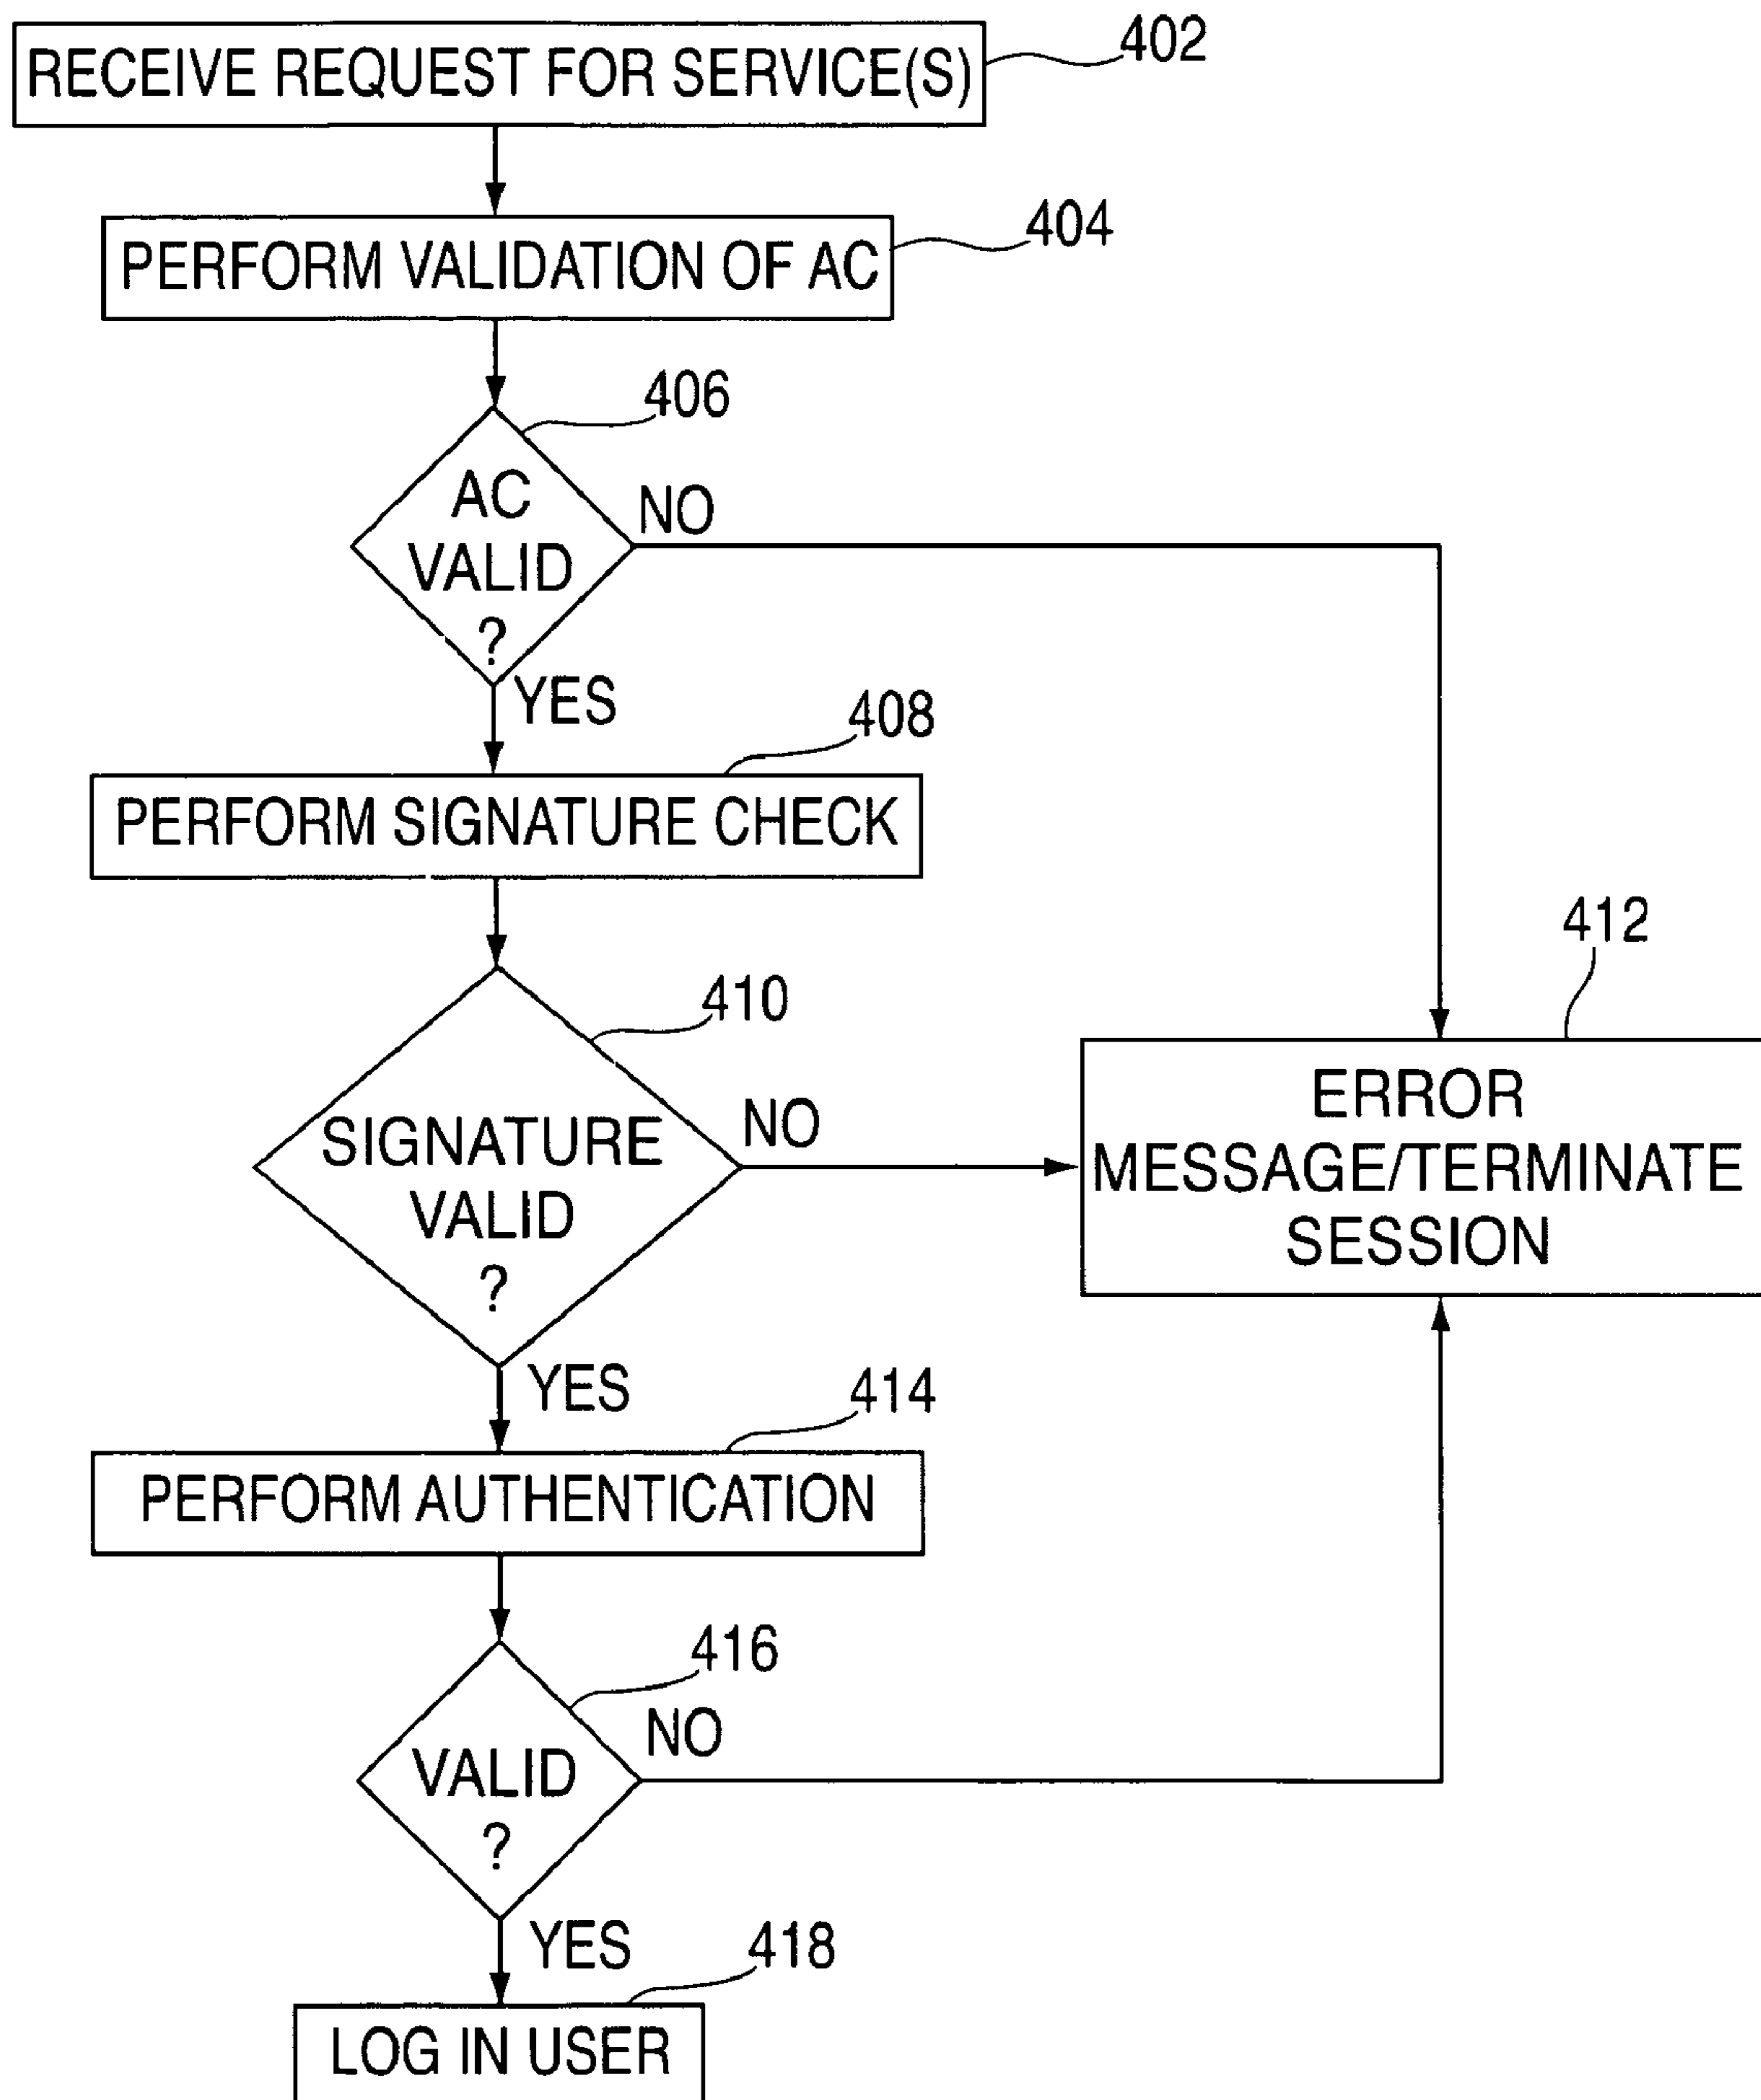 RECEIVE REQUEST FOR SERVICE(S)
402
PERFORM VALIDATION OF AC
404
406
AC
VALID
?
NO
YES
408
PERFORM SIGNATURE CHECK
410
SIGNATURE
VALID
?
NO
412
ERROR
MESSAGE/TERMINATE
SESSION
YES
414
PERFORM AUTHENTICATION
416
VALID
?
NO
YES
418
LOG IN USER